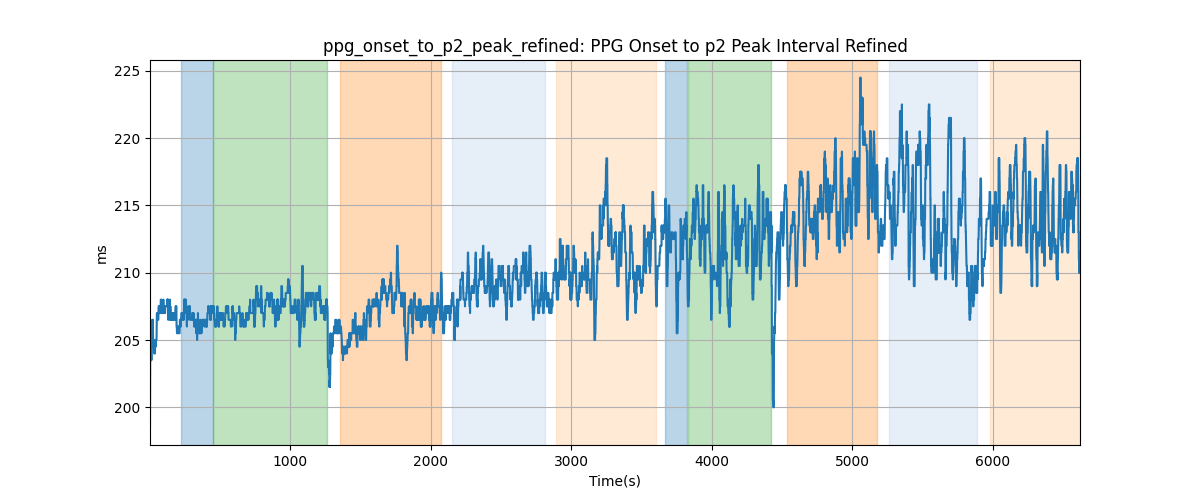 ppg_onset_to_p2_peak_refined: PPG Onset to p2 Peak Interval Refined
225
220
215
210
205
200
ms
1000 2000 3000 4000 5000 6000
Time(s)